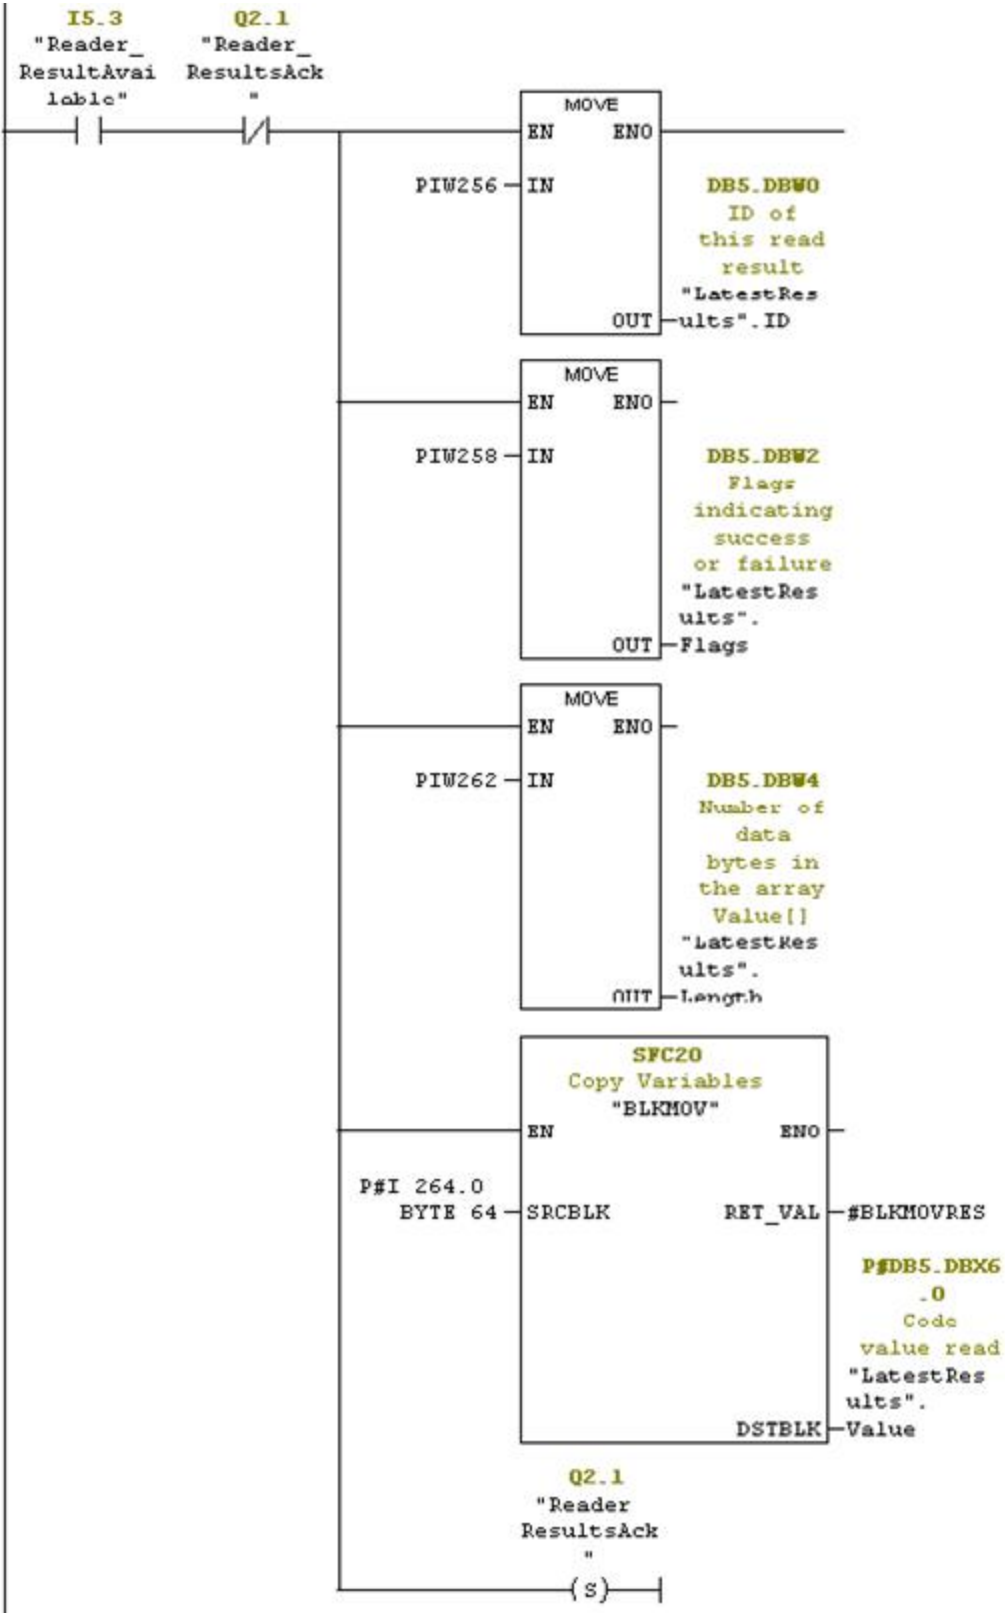 I5.3
Q2.1
"Reader_
ResultAvai
lable"
"Reader_
ResultsAck
"
MOVE
EN
ENO
PIW256
IN
DB5.DBW0
ID of
this read
result
"LatestRes
ults".ID
OUT
MOVE
EN
ENO
PIW258
IN
DB5.DBW2
Flags
indicating
success
or failure
"LatestRes
ults".
Flags
OUT
MOVE
EN
ENO
PIW262
IN
DB5.DBW4
Number of
data
bytes in
the array
Value[]
"LatestRes
ults".
Length
OUT
SFC20
Copy Variables
"BLKMOV"
EN
ENO
P#I 264.0
BYTE 64
SRCBLK
RET_VAL
#BLKMOVRES
P#DB5.DBX6
.0
Code
value read
"LatestRes
ults".
Value
DSTBLK
Q2.1
"Reader
ResultsAck
"
S